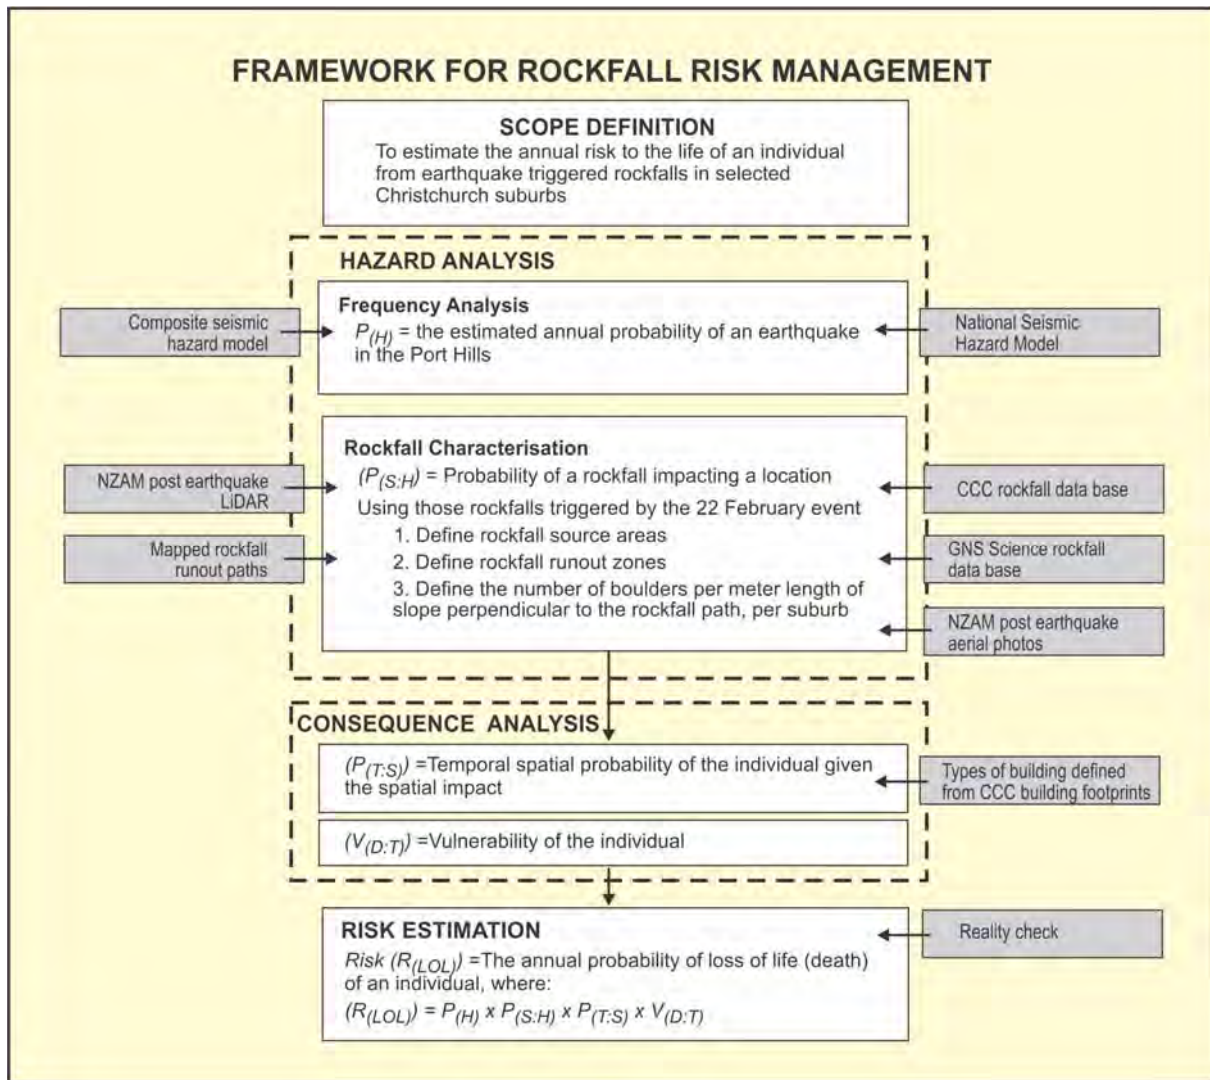 FRAMEWORK FOR ROCKFALL RISK MANAGEMENT
SCOPE DEFINITION
To estimate the annual risk to the life of an individual
from earthquake triggered rockfalls in selected
Christchurch suburbs
HAZARD ANALYSIS
Frequency Analysis
P(H) = the estimated annual probability of an earthquake
in the Port Hills
Composite seismic
hazard model
National Seismic
Hazard Model
Rockfall Characterisation
(P(S:H)) = Probability of a rockfall impacting a location
Using those rockfalls triggered by the 22 February event
1. Define rockfall source areas
2. Define rockfall runout zones
3. Define the number of boulders per meter length of
slope perpendicular to the rockfall path, per suburb
NZAM post earthquake
LiDAR
Mapped rockfall
runout paths
CCC rockfall data base
GNS Science rockfall
data base
NZAM post earthquake
aerial photos
CONSEQUENCE ANALYSIS
(P(T:S)) =Temporal spatial probability of the individual given
the spatial impact
Types of building defined
from CCC building footprints
(V(D:T)) =Vulnerability of the individual
RISK ESTIMATION
Risk (R(LOL)) =The annual probability of loss of life (death)
of an individual, where:
(R(LOL)) = P(H) x P(S:H) x P(T:S) x V(D:T)
Reality check